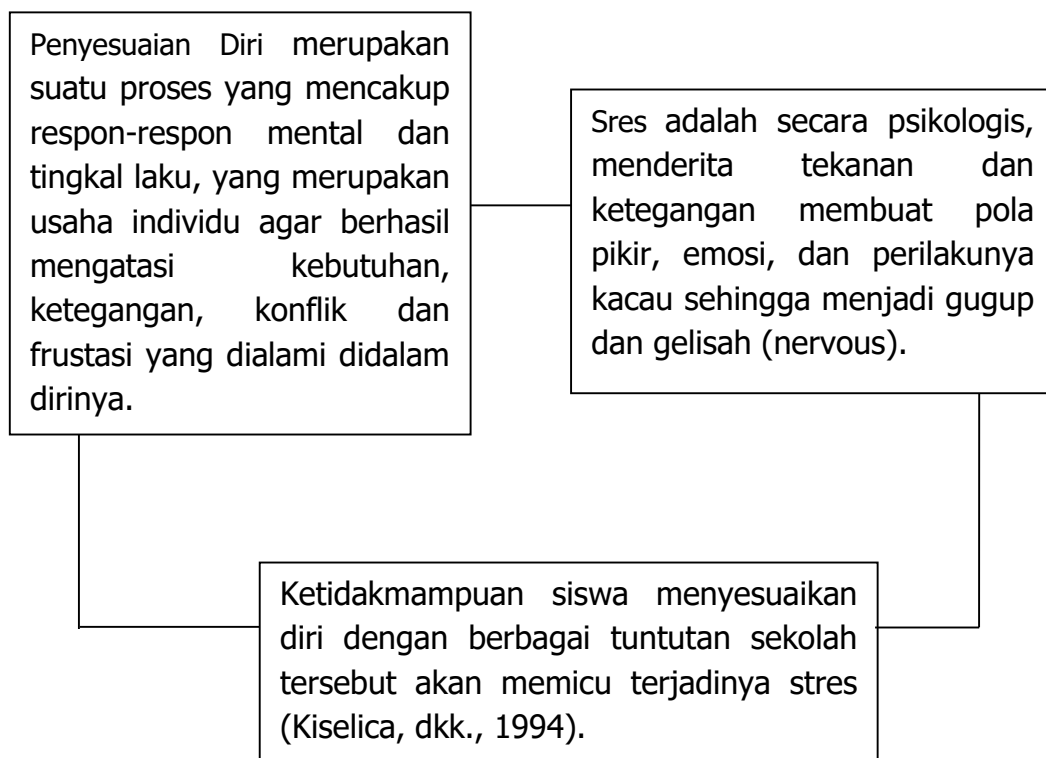 Penyesuaian Diri merupakan
suatu proses yang mencakup
respon-respon mental dan
tingkal laku, yang merupakan
usaha individu agar berhasil
mengatasi kebutuhan,
ketegangan, konflik dan
frustasi yang dialami didalam
dirinya.
Sres adalah secara psikologis,
menderita tekanan dan
ketegangan membuat pola
pikir, emosi, dan perilakunya
kacau sehingga menjadi gugup
dan gelisah (nervous).
Ketidakmampuan siswa menyesuaikan
diri dengan berbagai tuntutan sekolah
tersebut akan memicu terjadinya stres
(Kiselica, dkk., 1994).